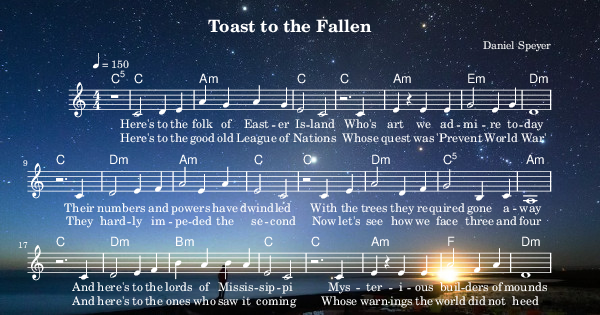 Toast to the Fallen
Daniel Speyer
♩ = 150
C5 C Am C C Am Em Dm
4 4
Here's to the folk of East-er Is-land Who's art we ad-mi-re to-day
Here's to the good old League of Nations Whose quest was 'Prevent World War'
9
C Dm Am C C Dm C5 Am
Their numbers and powers have dwindled With the trees they required gone a-way
They hard-ly im-pe-ded the se-cond Now let's see how we face three and four
17
C Dm Bm C C Am F Dm
And here's to the lords of Missis-sip-pi Mys-ter-i-ous buil-ders of mounds
And here's to the ones who saw it coming Whose warn-ings the world did not heed